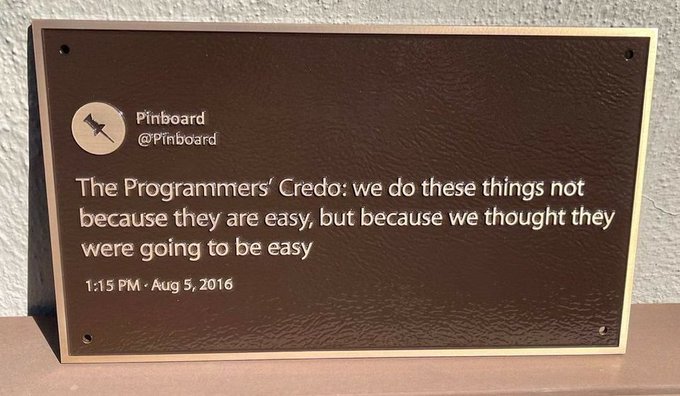 Pinboard
@Pinboard
The Programmers' Credo: we do these things not
because they are easy, but because we thought they
were going to be easy
1:15 PM · Aug 5, 2016